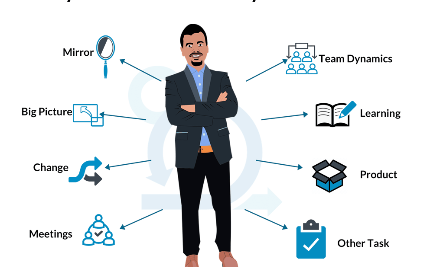 Mirror
Team Dynamics
Big Picture
Learning
Change
Product
Meetings
Other Task